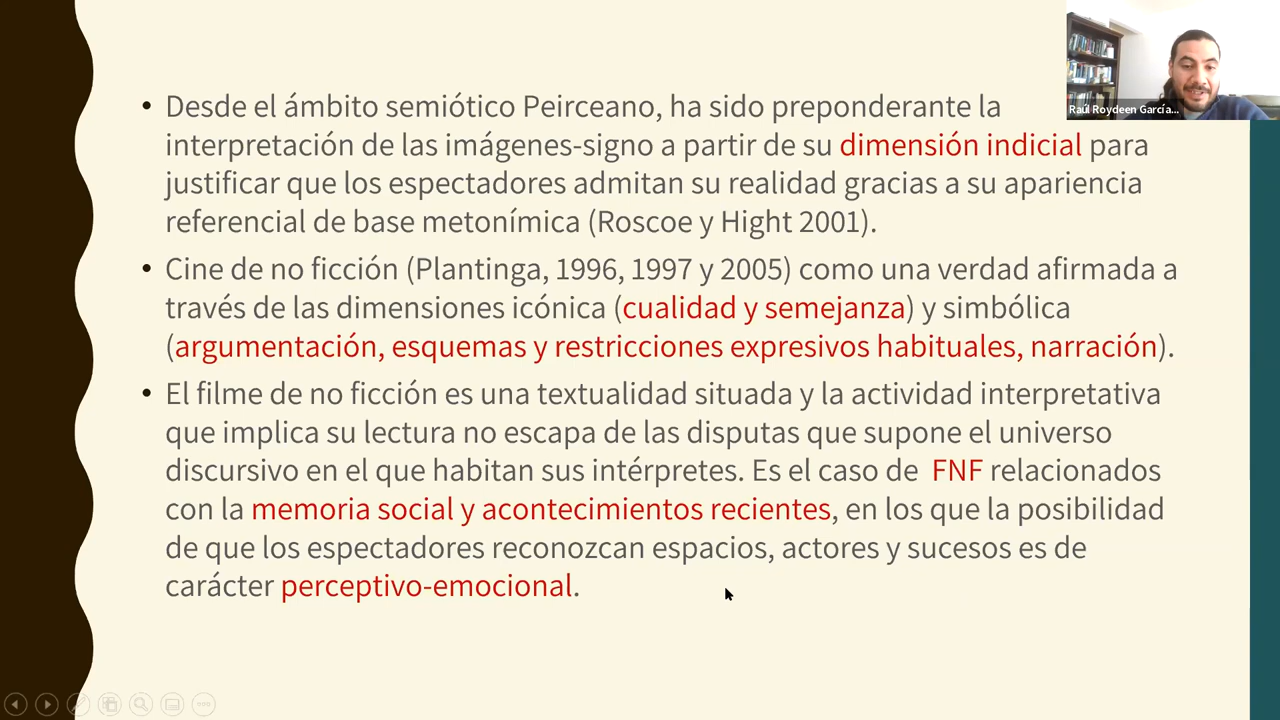 • Desde el ámbito semiótico Peirceano, ha sido preponderante la
interpretación de las imágenes-signo a partir de su dimensión indicial para
justificar que los espectadores admitan su realidad gracias a su apariencia
referencial de base metonímica (Roscoe y Hight 2001).
• Cine de no ficción (Plantinga, 1996, 1997 y 2005) como una verdad afirmada a
través de las dimensiones icónica (cualidad y semejanza) y simbólica
(argumentación, esquemas y restricciones expresivos habituales, narración).
• El filme de no ficción es una textualidad situada y la actividad interpretativa
que implica su lectura no escapa de las disputas que supone el universo
discursivo en el que habitan sus intérpretes. Es el caso de FNF relacionados
con la memoria social y acontecimientos recientes, en los que la posibilidad
de que los espectadores reconozcan espacios, actores y sucesos es de
carácter perceptivo-emocional.
Raúl Roydeen García...